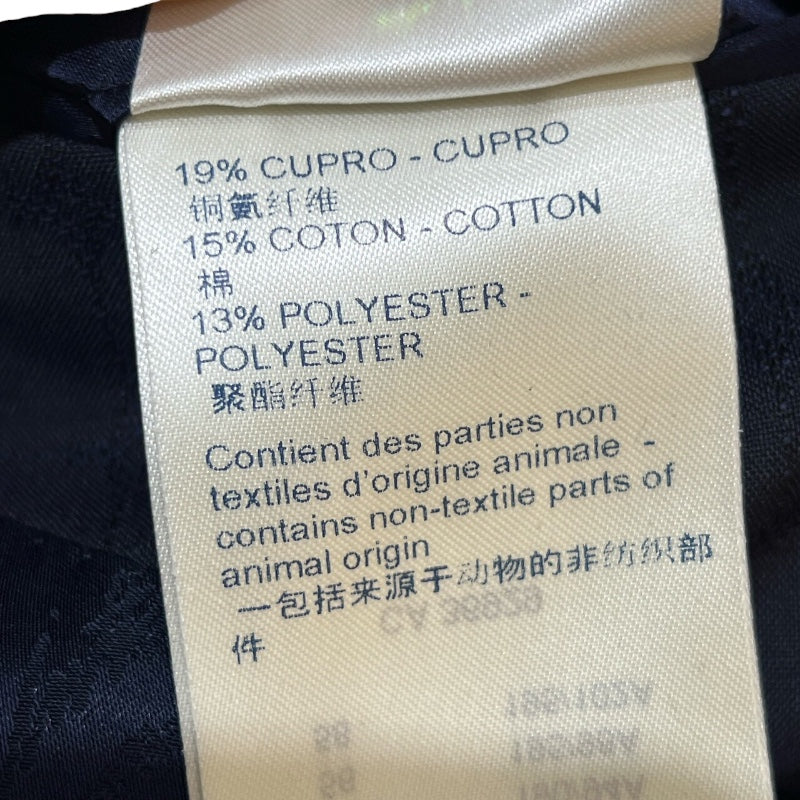 19% CUPRO - CUPRO
铜氨纤维
15% COTON - COTTON
棉
13% POLYESTER -
POLYESTER
聚酯纤维
Contient des parties non
textiles d'origine animale -
contains non-textile parts of
animal origin
一包括来源于动物的非纺织部
件